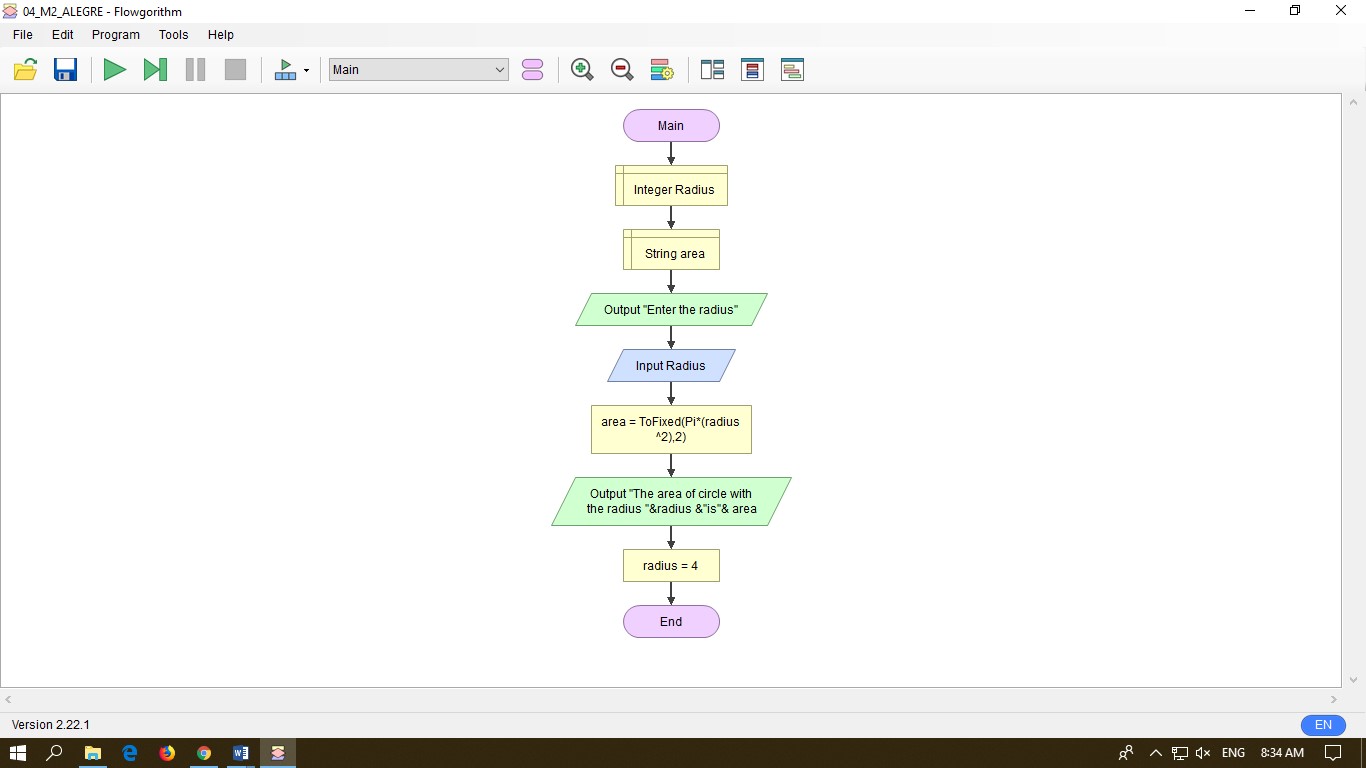 04_M2_ALEGRE - Flowgorithm
File Edit Program Tools Help
Main
Main
Integer Radius
String area
Output "Enter the radius"
Input Radius
area = ToFixed(Pi*(radius
^2),2)
Output "The area of circle with
the radius "&radius &"is"& area
radius = 4
End
Version 2.22.1
EN
ENG 8:34 AM